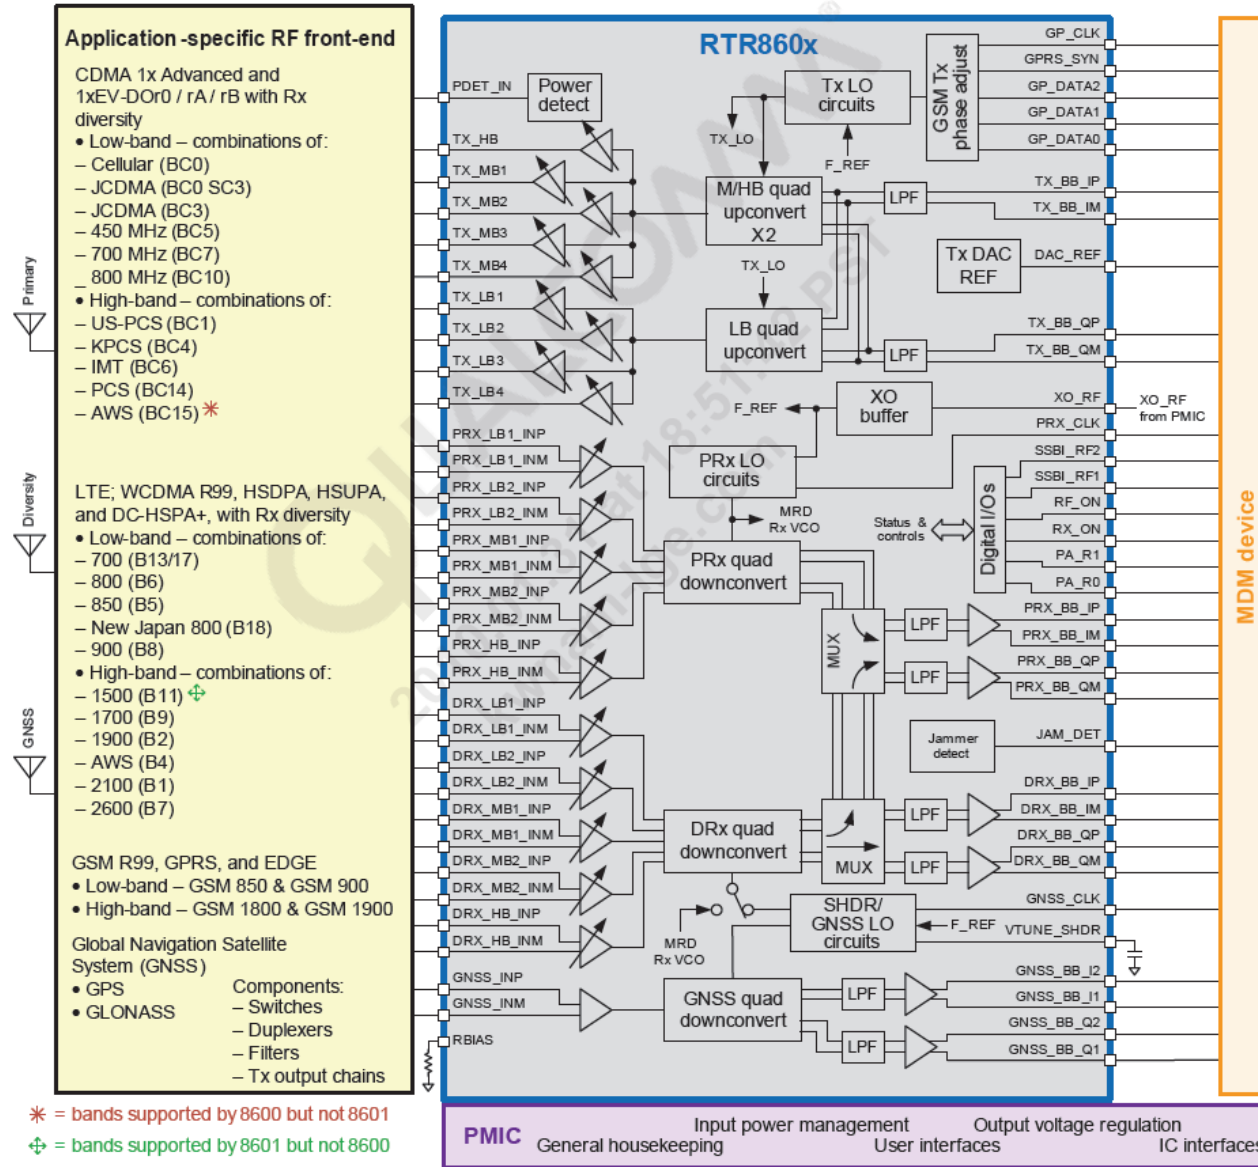 Application -specific RF front-end
CDMA 1x Advanced and
1xEV-DOr0 / rA / rB with Rx
diversity
• Low-band – combinations of:
– Cellular (BC0)
– JCDMA (BC0 SC3)
– JCDMA (BC3)
– 450 MHz (BC5)
– 700 MHz (BC7)
_ 800 MHz (BC10)
• High-band – combinations of:
– US-PCS (BC1)
– KPCS (BC4)
– IMT (BC6)
– PCS (BC14)
– AWS (BC15) ✳
LTE; WCDMA R99, HSDPA, HSUPA,
and DC-HSPA+, with Rx diversity
• Low-band – combinations of:
– 700 (B13/17)
– 800 (B6)
– 850 (B5)
– New Japan 800 (B18)
– 900 (B8)
• High-band – combinations of:
– 1500 (B11)
– 1700 (B9)
– 1900 (B2)
– AWS (B4)
– 2100 (B1)
– 2600 (B7)
GSM R99, GPRS, and EDGE
• Low-band – GSM 850 & GSM 900
• High-band – GSM 1800 & GSM 1900
Global Navigation Satellite
System (GNSS)
• GPS
• GLONASS
Components:
– Switches
– Duplexers
– Filters
– Tx output chains
Primary
Diversity
GNSS
✳ = bands supported by 8600 but not 8601
= bands supported by 8601 but not 8600
RTR860x
PDET_IN
TX_HB
TX_MB1
TX_MB2
TX_MB3
TX_MB4
TX_LB1
TX_LB2
TX_LB3
TX_LB4
PRX_LB1_INP
PRX_LB1_INM
PRX_LB2_INP
PRX_LB2_INM
PRX_MB1_INP
PRX_MB1_INM
PRX_MB2_INP
PRX_MB2_INM
PRX_HB_INP
PRX_HB_INM
DRX_LB1_INP
DRX_LB1_INM
DRX_LB2_INP
DRX_LB2_INM
DRX_MB1_INP
DRX_MB1_INM
DRX_MB2_INP
DRX_MB2_INM
DRX_HB_INP
DRX_HB_INM
GNSS_INP
GNSS_INM
RBIAS
Power
detect
Tx LO
circuits
TX_LO
F_REF
GSM Tx
phase adjust
M/HB quad
upconvert
X2
LPF
Tx DAC
REF
TX_LO
LB quad
upconvert
LPF
XO
buffer
F_REF
PRx LO
circuits
MRD
Rx VCO
Status &
controls
Digital I/Os
PRx quad
downconvert
MUX
LPF
LPF
Jammer
detect
DRx quad
downconvert
MUX
LPF
LPF
MRD
Rx VCO
SHDR/
GNSS LO
circuits
F_REF
GNSS quad
downconvert
LPF
LPF
GP_CLK
GPRS_SYN
GP_DATA2
GP_DATA1
GP_DATA0
TX_BB_IP
TX_BB_IM
DAC_REF
TX_BB_QP
TX_BB_QM
XO_RF
XO_RF
from PMIC
PRX_CLK
SSBI_RF2
SSBI_RF1
RF_ON
RX_ON
PA_R1
PA_R0
PRX_BB_IP
PRX_BB_IM
PRX_BB_QP
PRX_BB_QM
JAM_DET
DRX_BB_IP
DRX_BB_IM
DRX_BB_QP
DRX_BB_QM
GNSS_CLK
VTUNE_SHDR
GNSS_BB_I2
GNSS_BB_I1
GNSS_BB_Q2
GNSS_BB_Q1
MDM device
PMIC
Input power management
Output voltage regulation
General housekeeping
User interfaces
IC interfaces
QUALCOMM®